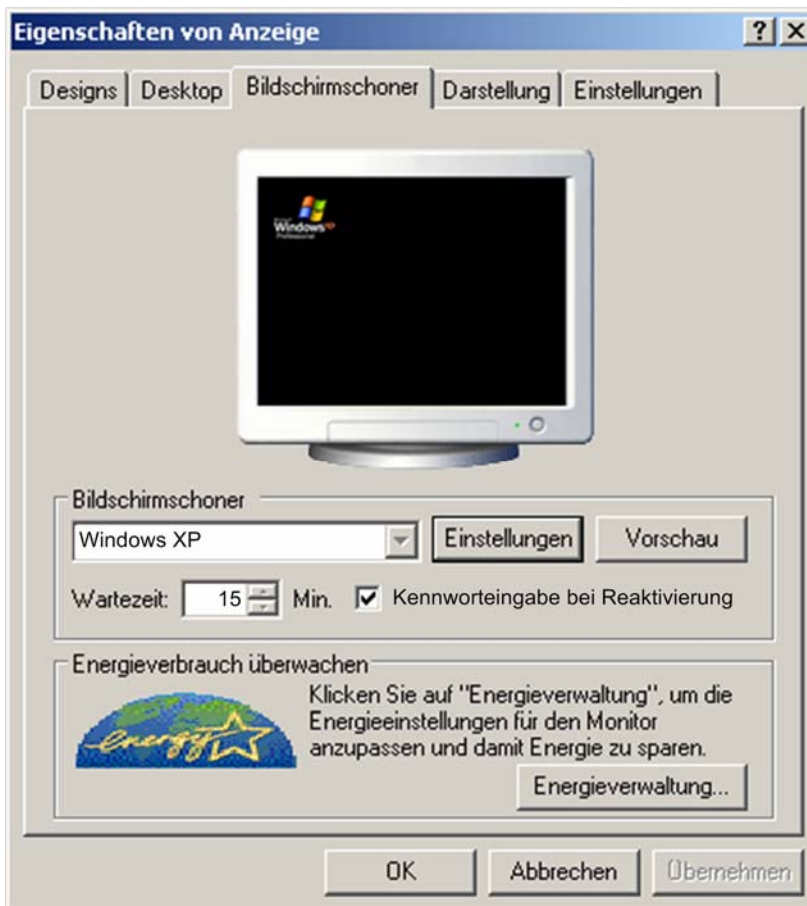 Eigenschaften von Anzeige
Designs Desktop Bildschirmschoner Darstellung Einstellungen
Windows xp
Professional
Bildschirmschoner
Windows XP Einstellungen Vorschau
Wartezeit: 15 Min. Kennworteingabe bei Reaktivierung
Energieverbrauch überwachen
energy
Klicken Sie auf "Energieverwaltung", um die
Energieeinstellungen für den Monitor
anzupassen und damit Energie zu sparen.
Energieverwaltung...
OK Abbrechen Übernehmen